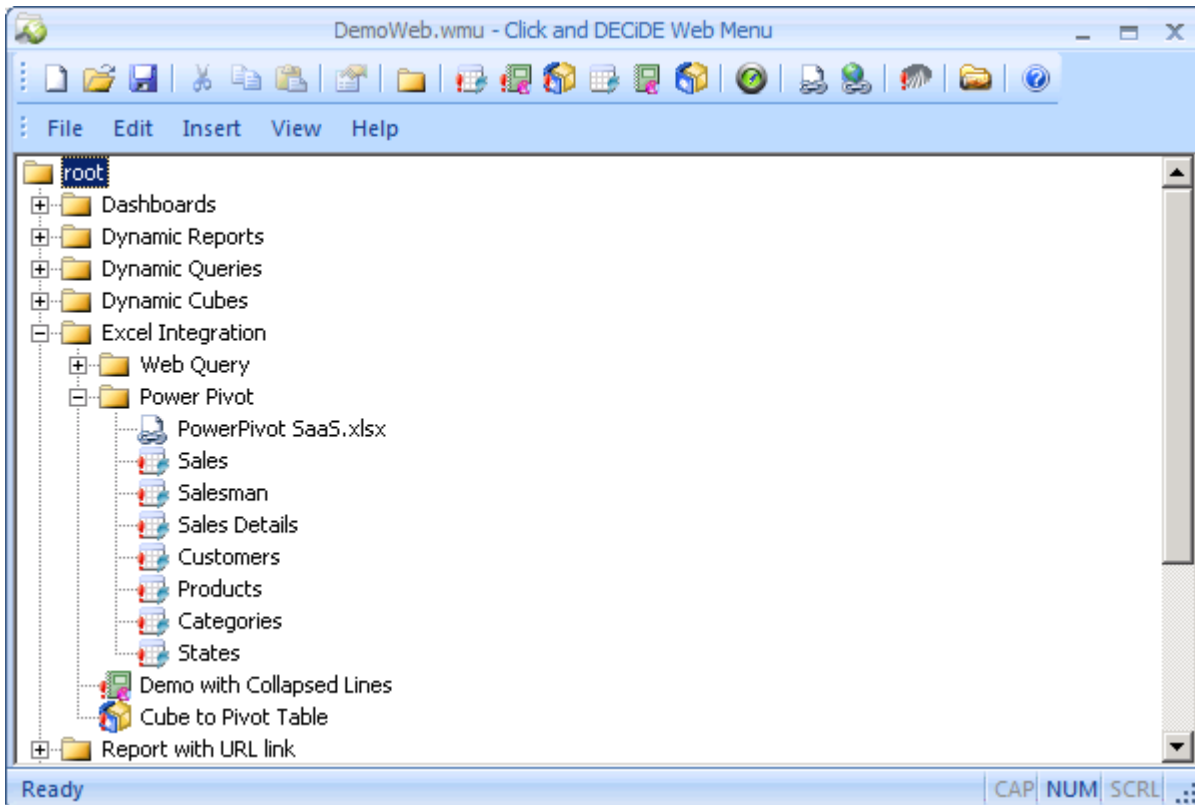 DemoWeb.wmu - Click and DECiDE Web Menu
File Edit Insert View Help
root
Dashboards
Dynamic Reports
Dynamic Queries
Dynamic Cubes
Excel Integration
Web Query
Power Pivot
PowerPivot SaaS.xlsx
Sales
Salesman
Sales Details
Customers
Products
Categories
States
Demo with Collapsed Lines
Cube to Pivot Table
Report with URL link
Ready CAP NUM SCRL